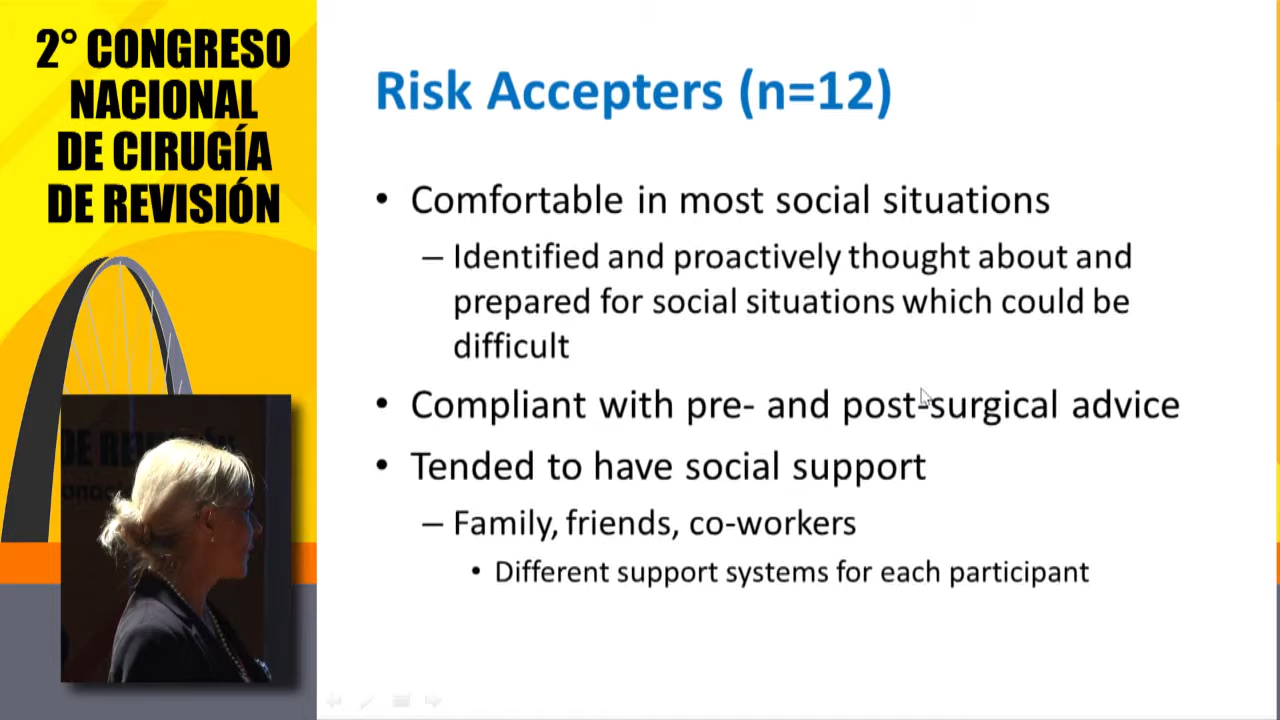 2° CONGRESO
NACIONAL
DE CIRUGÍA
DE REVISIÓN
Risk Accepters (n=12)
• Comfortable in most social situations
– Identified and proactively thought about and
prepared for social situations which could be
difficult
• Compliant with pre- and post-surgical advice
• Tended to have social support
– Family, friends, co-workers
• Different support systems for each participant